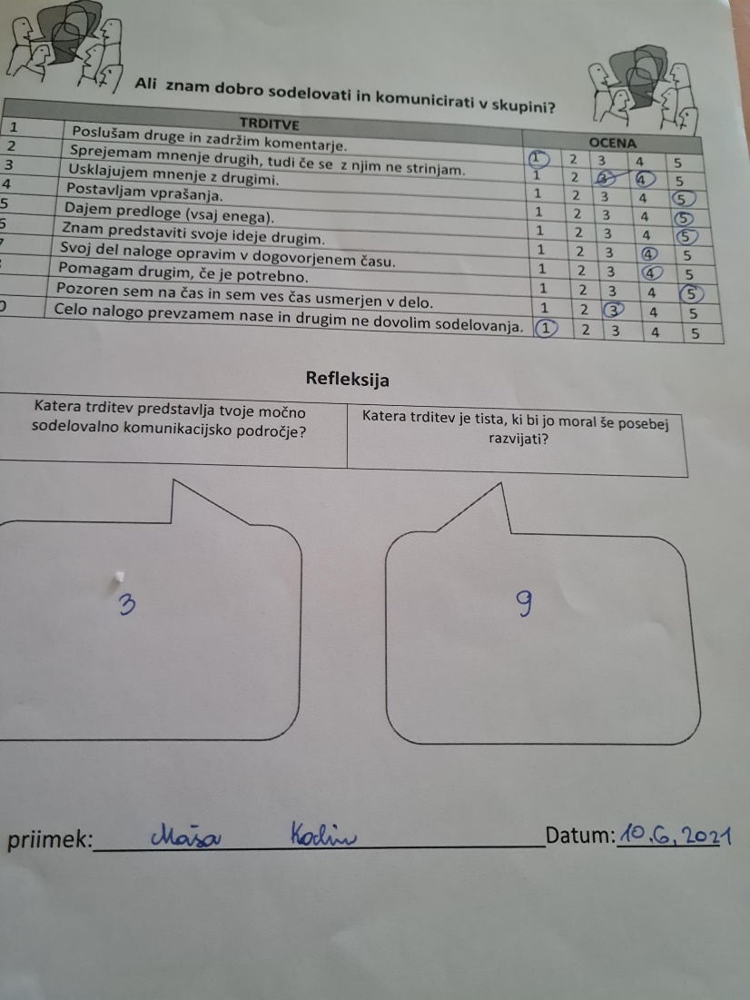 Ali znam dobro sodelovati in komunicirati v skupini?
TRDITVE OCENA
1 Poslušam druge in zadržim komentarje. 1 2 3 4 5
2 Sprejemam mnenje drugih, tudi če se z njim ne strinjam. 1 2 3 4 5
3 Usklajujem mnenje z drugimi. 1 2 3 4 5
4 Postavljam vprašanja. 1 2 3 4 5
5 Dajem predloge (vsaj enega). 1 2 3 4 5
6 Znam predstaviti svoje ideje drugim. 1 2 3 4 5
Svoj del naloge opravim v dogovorjenem času. 1 2 3 4 5
Pomagam drugim, če je potrebno. 1 2 3 4 5
Pozoren sem na čas in sem ves čas usmerjen v delo. 1 2 3 4 5
0 Celo nalogo prevzamem nase in drugim ne dovolim sodelovanja. 1 2 3 4 5
Refleksija
Katera trditev predstavlja tvoje močno
sodelovalno komunikacijsko področje?
Katera trditev je tista, ki bi jo moral še posebej
razvijati?
3
9
priimek: Maša Datum: 10.6.2021